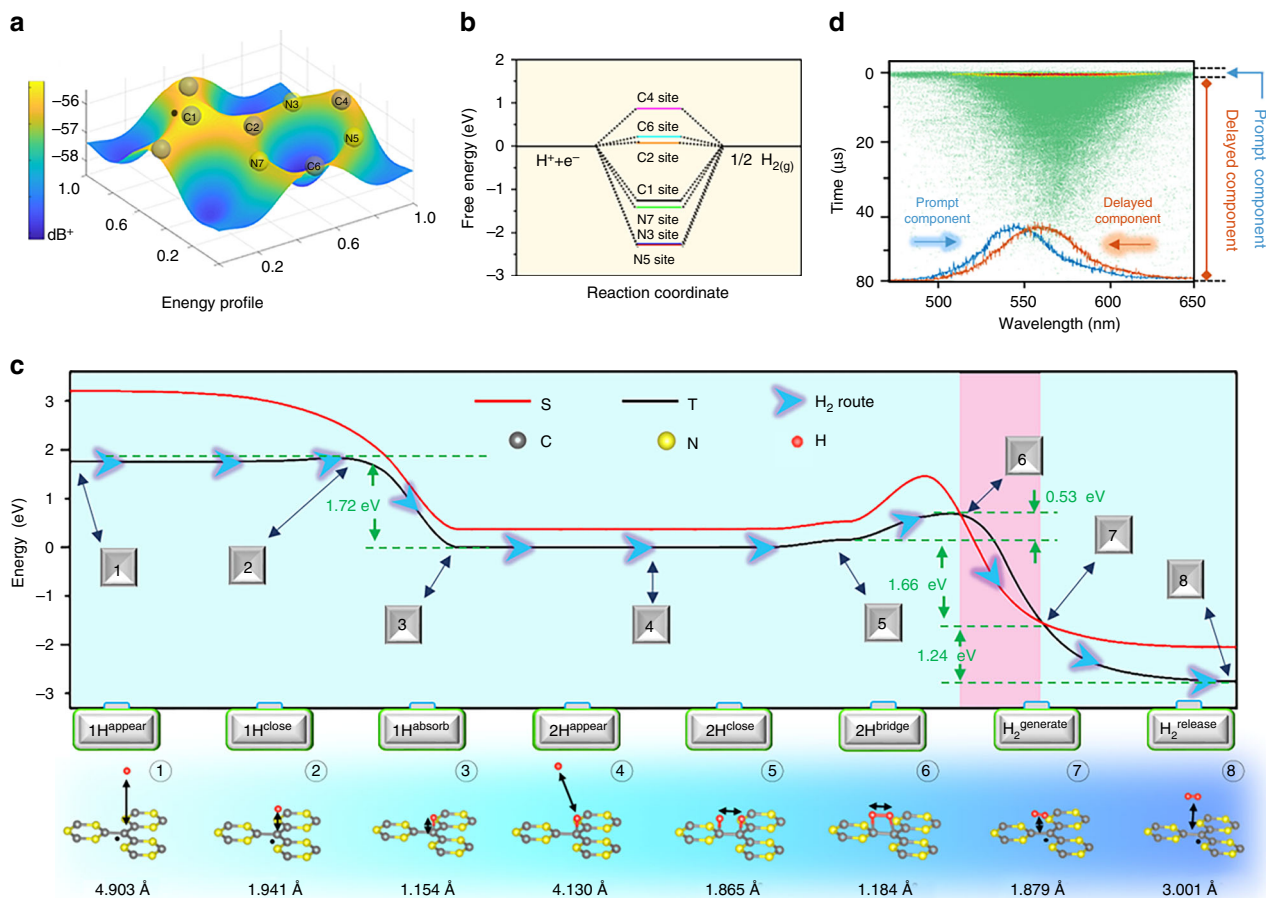 a
−56
−57
−58
dB⁺
1.0
0.6
0.2
0.2
0.6
1.0
C1
C2
N3
C4
N5
N7
C6
Energy profile
b
Free energy (eV)
2
1
0
−1
−2
−3
C4 site
C6 site
H⁺+e⁻
1/2 H₂(g)
C2 site
C1 site
N7 site
N3 site
N5 site
Reaction coordinate
d
Time (µs)
0
20
40
60
80
Prompt component
Delayed component
Prompt
component
Delayed
component
500 550 600 650
Wavelength (nm)
c
Energy (eV)
3
2
1
0
−1
−2
−3
S T H₂ route
C N H
1.72 eV
0.53 eV
1.66 eV
1.24 eV
1
2
3
4
5
6
7
8
1Hᵃᵖᵖᵉᵃʳ 1Hᶜˡᵒˢᵉ 1Hᵃᵇˢᵒʳᵇ 2Hᵃᵖᵖᵉᵃʳ 2Hᶜˡᵒˢᵉ 2Hᵇʳⁱᵈᵍᵉ H₂ᵍᵉⁿᵉʳᵃᵗᵉ H₂ʳᵉˡᵉᵃˢᵉ
① ② ③ ④ ⑤ ⑥ ⑦ ⑧
4.903 Å 1.941 Å 1.154 Å 4.130 Å 1.865 Å 1.184 Å 1.879 Å 3.001 Å